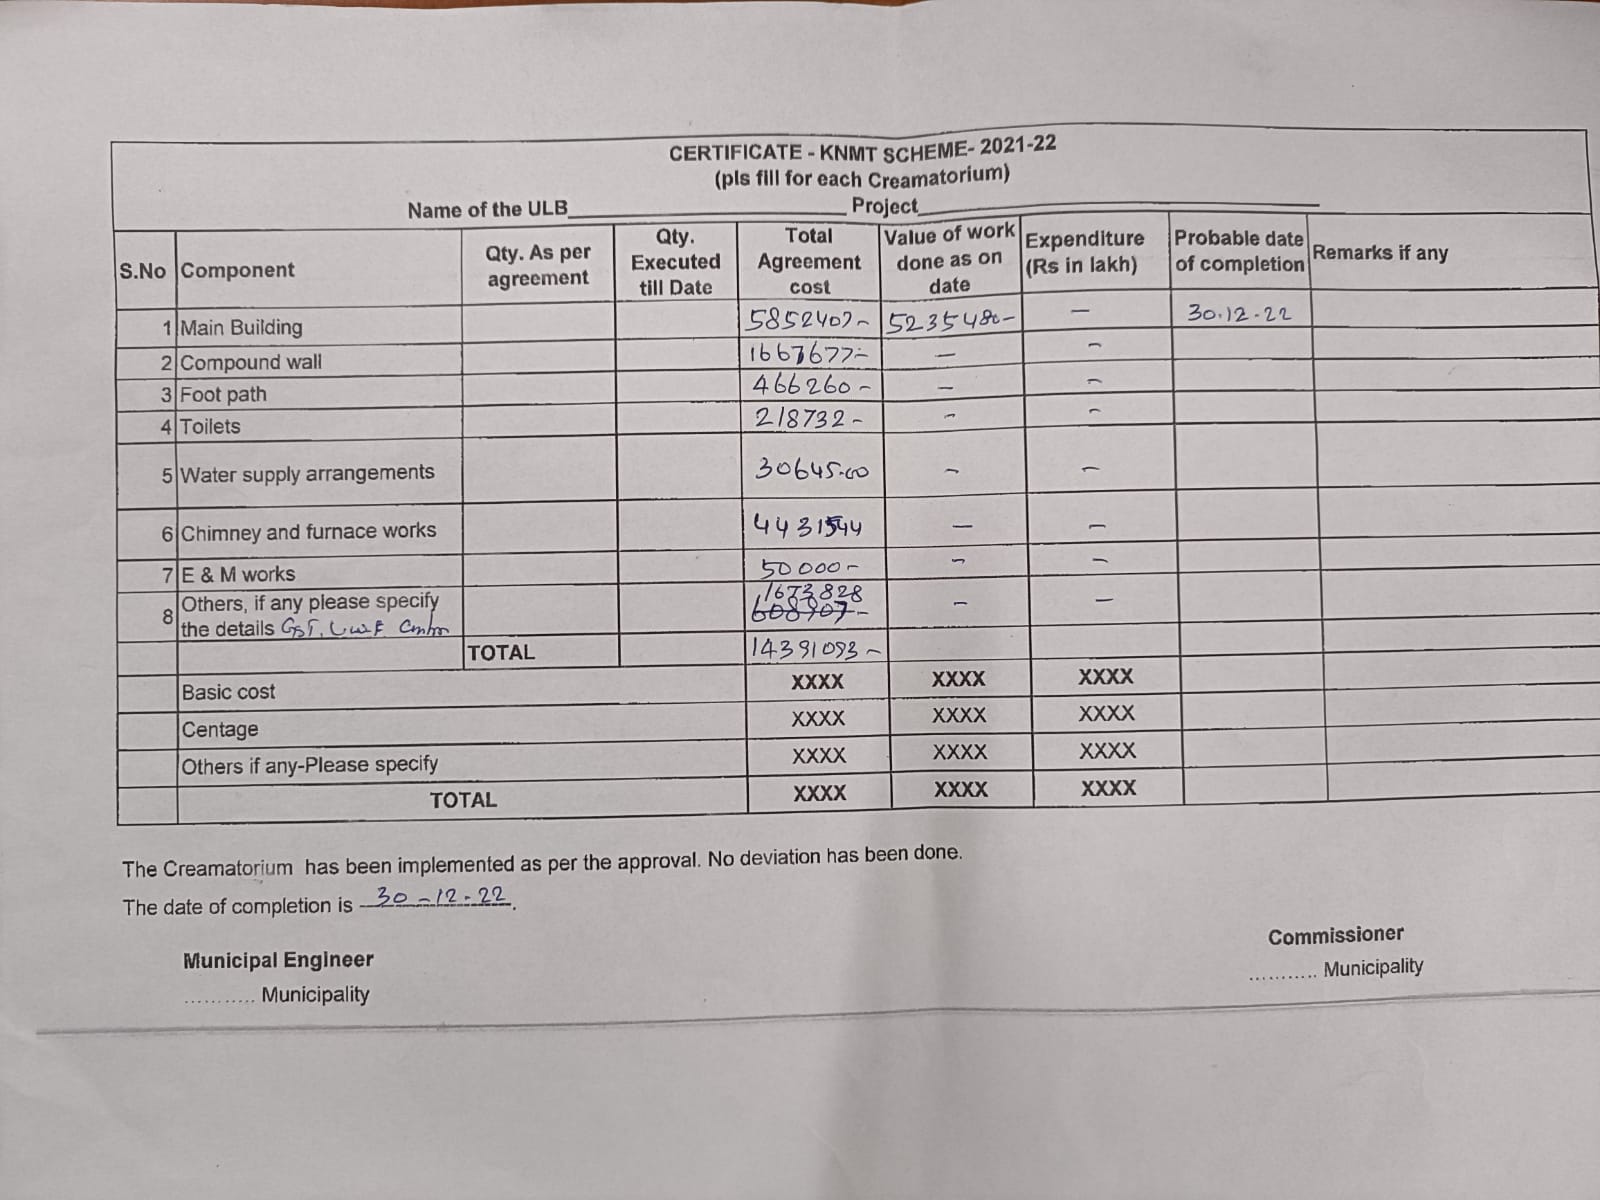 CERTIFICATE - KNMT SCHEME- 2021-22
(pls fill for each Creamatorium)
Name of the ULB____________ Project____________
S.No Component Qty. As per agreement Qty. Executed till Date Total Agreement cost Value of work done as on date Expenditure (Rs in lakh) Probable date of completion Remarks if any
1 Main Building 5852407- 5235480- - 30.12.22
2 Compound wall 1667677- - -
3 Foot path 466260- - -
4 Toilets 218732- - -
5 Water supply arrangements 30645.00 - -
6 Chimney and furnace works 4431544 - -
7 E & M works 50000- - -
8 Others, if any please specify the details GST, LWF 1673828 608907- - -
TOTAL 14391093-
Basic cost XXXX XXXX XXXX
Centage XXXX XXXX XXXX
Others if any-Please specify XXXX XXXX XXXX
TOTAL XXXX XXXX XXXX
The Creamatorium has been implemented as per the approval. No deviation has been done.
The date of completion is 30-12-22.
Municipal Engineer
........... Municipality
Commissioner
........... Municipality